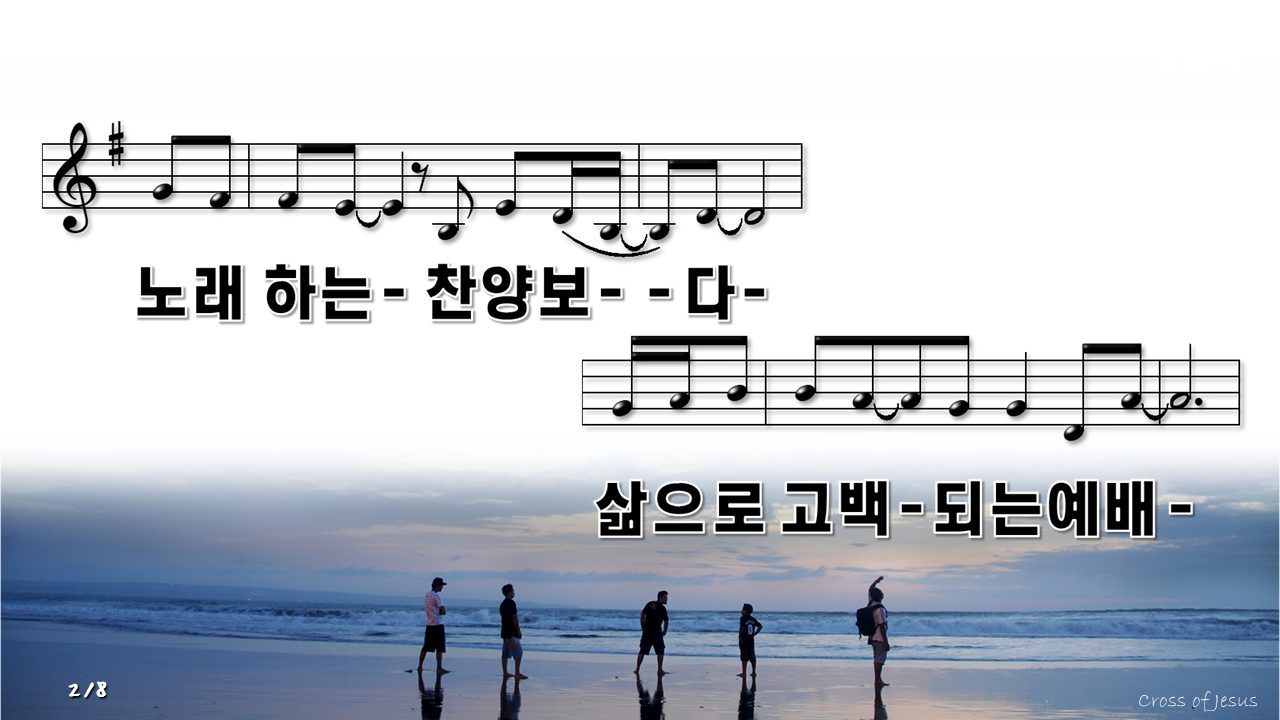 노래 하는- 찬양보- -다-
삶으로 고백-되는예배-
2/8
Cross of Jesus